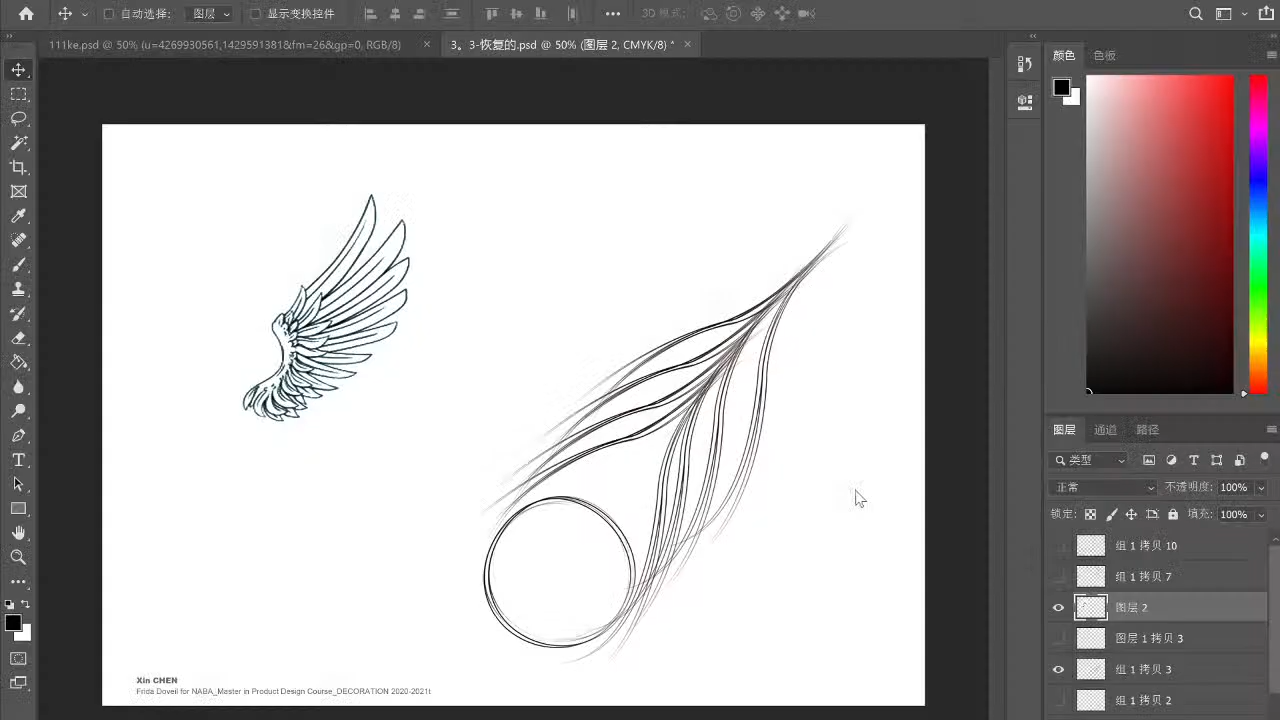 自动选择: 图层 显示变换控件 3D 模式:
111ke.psd @ 50% (u=4269930561,1429591381&fm=26&gp=0, RGB/8) × 3。3-恢复的.psd @ 50% (图层 2, CMYK/8) * ×
颜色 色板
图层 通道 路径
类型
正常 不透明度: 100%
锁定: 填充: 100%
组 1 拷贝 10
组 1 拷贝 7
图层 2
图层 1 拷贝 3
组 1 拷贝 3
组 1 拷贝 2
Xin CHEN
Frida Doveil for NABA_Master in Product Design Course_DECORATION 2020-2021t